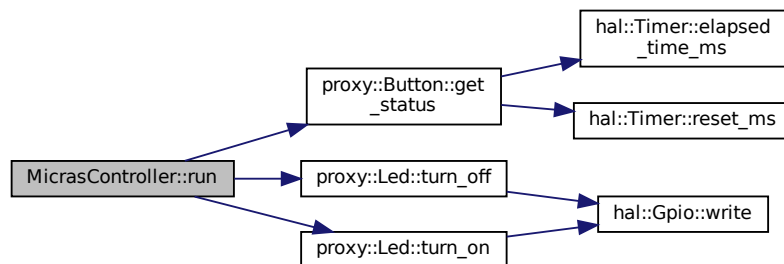 MicrasController::run
proxy::Button::get
_status
proxy::Led::turn_off
proxy::Led::turn_on
hal::Timer::elapsed
_time_ms
hal::Timer::reset_ms
hal::Gpio::write